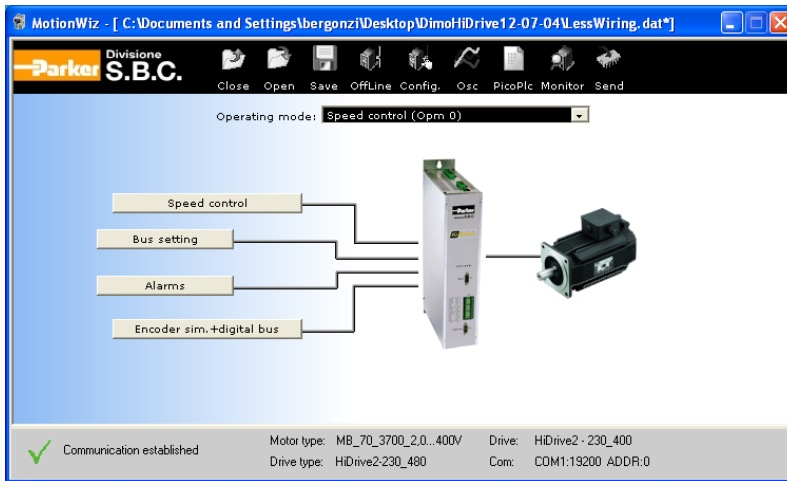 MotionWiz - [ C:\Documents and Settings\bergonzi\Desktop\DimoHiDrive12-07-04\LessWiring.dat*]
Parker Divisione S.B.C.
Close Open Save OffLine Config. Osc PicoPlc Monitor Send
Operating mode: Speed control (Opm 0)
Speed control
Bus setting
Alarms
Encoder sim.+digital bus
Parker
S.B.C.
Communication established
Motor type: MB_70_3700_2,0...400V Drive: HiDrive2 - 230_400
Drive type: HiDrive2-230_480 Com: COM1:19200 ADDR:0